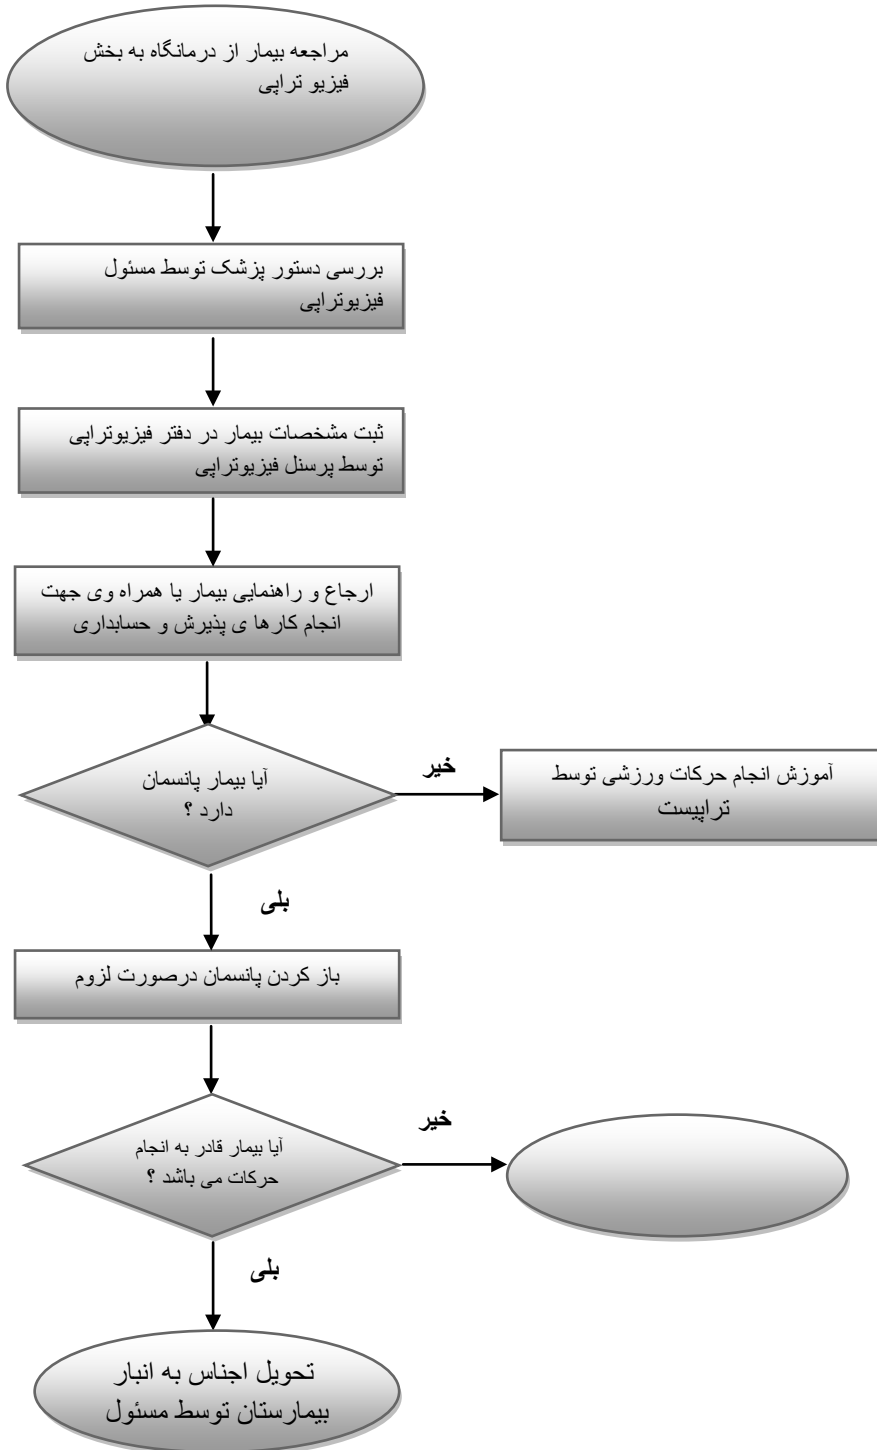 مراجعه بیمار از درمانگاه به بخش
فیزیو تراپی
بررسی دستور پزشک توسط مسئول
فیزیوتراپی
ثبت مشخصات بیمار در دفتر فیزیوتراپی
توسط پرسنل فیزیوتراپی
ارجاع و راهنمایی بیمار یا همراه وی جهت
انجام کارها ی پذیرش و حسابداری
آیا بیمار پانسمان
دارد ؟
خیر
آموزش انجام حرکات ورزشی توسط
تراپیست
بلی
باز کردن پانسمان درصورت لزوم
آیا بیمار قادر به انجام
حرکات می باشد ؟
خیر
بلی
تحویل اجناس به انبار
بیمارستان توسط مسئول